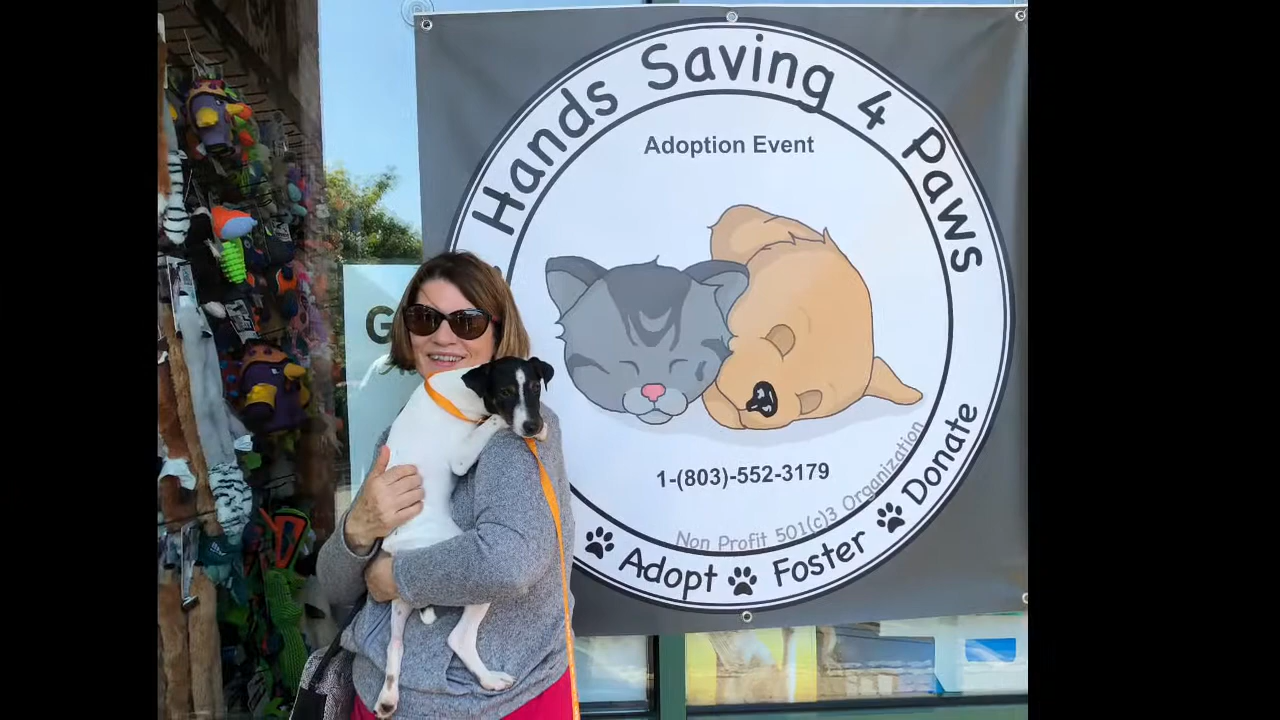 Hands Saving 4 Paws
Adoption Event
G
1-(803)-552-3179
Non Profit 501(c)3 Organization
Adopt Foster Donate